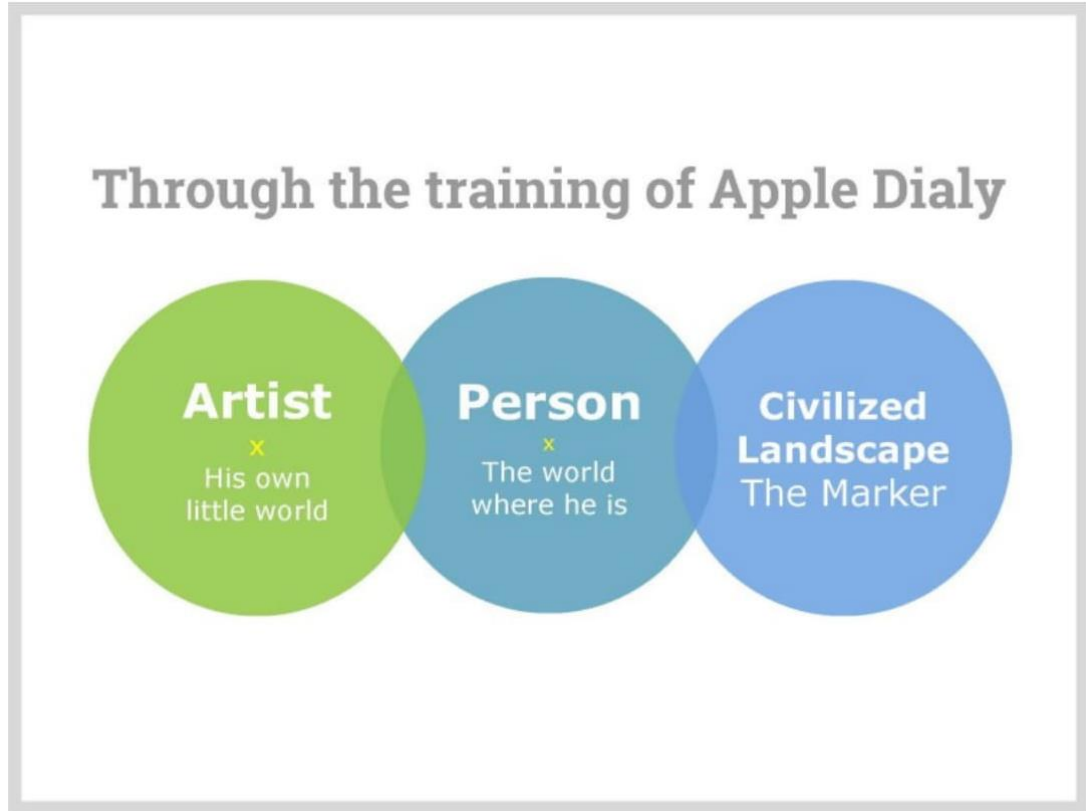 Through the training of Apple Dialy
Artist
x
His own
little world
Person
x
The world
where he is
Civilized
Landscape
The Marker